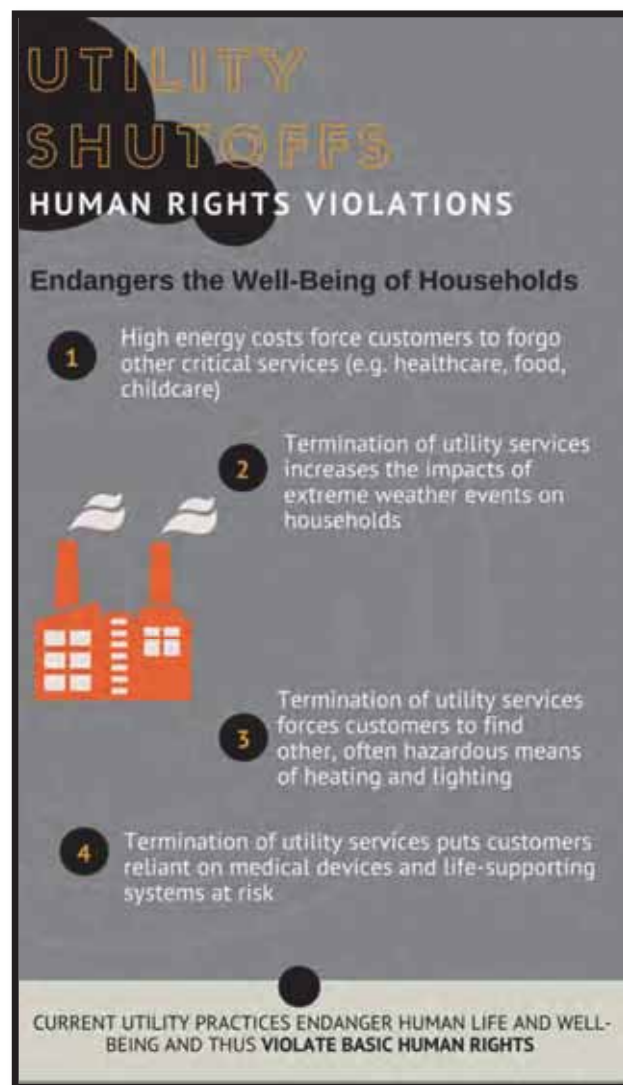 UTILITY
SHUTOFFS
HUMAN RIGHTS VIOLATIONS
Endangers the Well-Being of Households
1
High energy costs force customers to forgo
other critical services (e.g. healthcare, food,
childcare)
2
Termination of utility services
increases the impacts of
extreme weather events on
households
3
Termination of utility services
forces customers to find
other, often hazardous means
of heating and lighting
4
Termination of utility services puts customers
reliant on medical devices and life-supporting
systems at risk
CURRENT UTILITY PRACTICES ENDANGER HUMAN LIFE AND WELL-
BEING AND THUS VIOLATE BASIC HUMAN RIGHTS